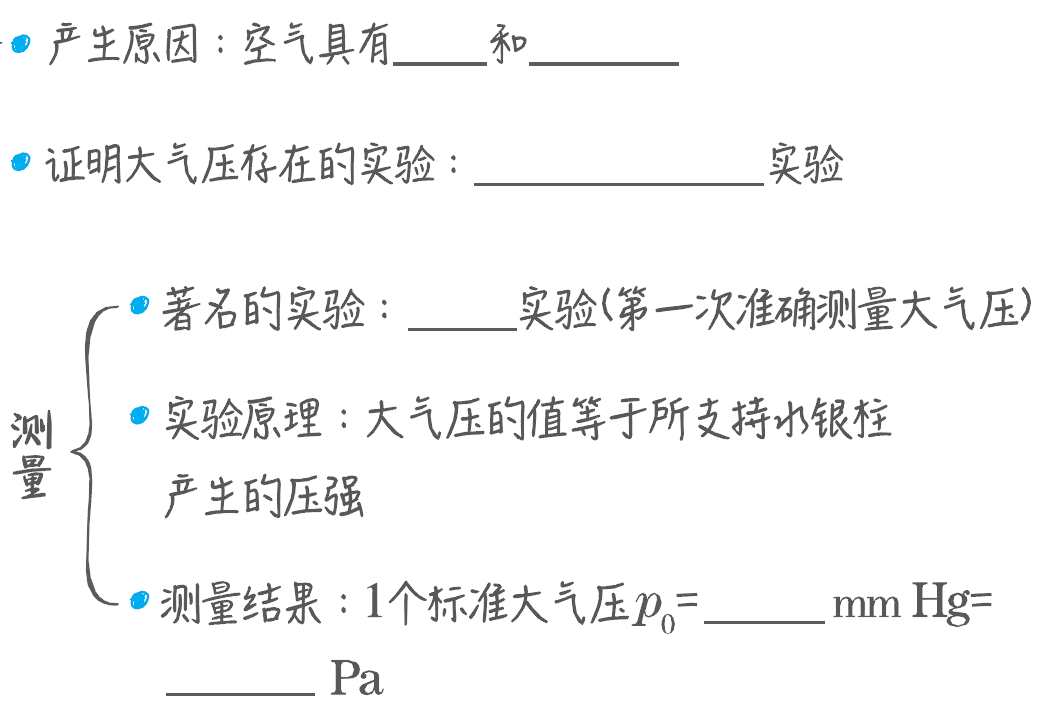 产生原因：空气具有____和______
证明大气压存在的实验：____________实验
著名的实验：____实验(第一次准确测量大气压)
测量
实验原理：大气压的值等于所支持水银柱
产生的压强
测量结果：1个标准大气压p₀=_____ mm Hg=
______ Pa